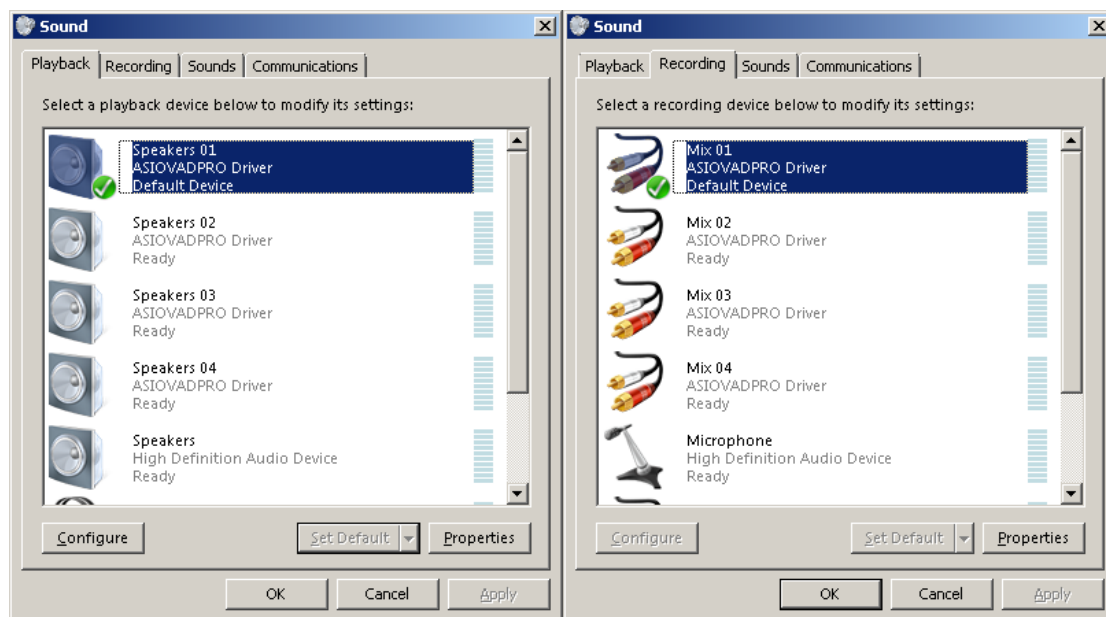 Sound
Playback Recording Sounds Communications
Select a playback device below to modify its settings:
Speakers 01
ASIOVADPRO Driver
Default Device
Speakers 02
ASIOVADPRO Driver
Ready
Speakers 03
ASIOVADPRO Driver
Ready
Speakers 04
ASIOVADPRO Driver
Ready
Speakers
High Definition Audio Device
Ready
Configure Set Default Properties
OK Cancel Apply
Sound
Playback Recording Sounds Communications
Select a recording device below to modify its settings:
Mix 01
ASIOVADPRO Driver
Default Device
Mix 02
ASIOVADPRO Driver
Ready
Mix 03
ASIOVADPRO Driver
Ready
Mix 04
ASIOVADPRO Driver
Ready
Microphone
High Definition Audio Device
Ready
Configure Set Default Properties
OK Cancel Apply